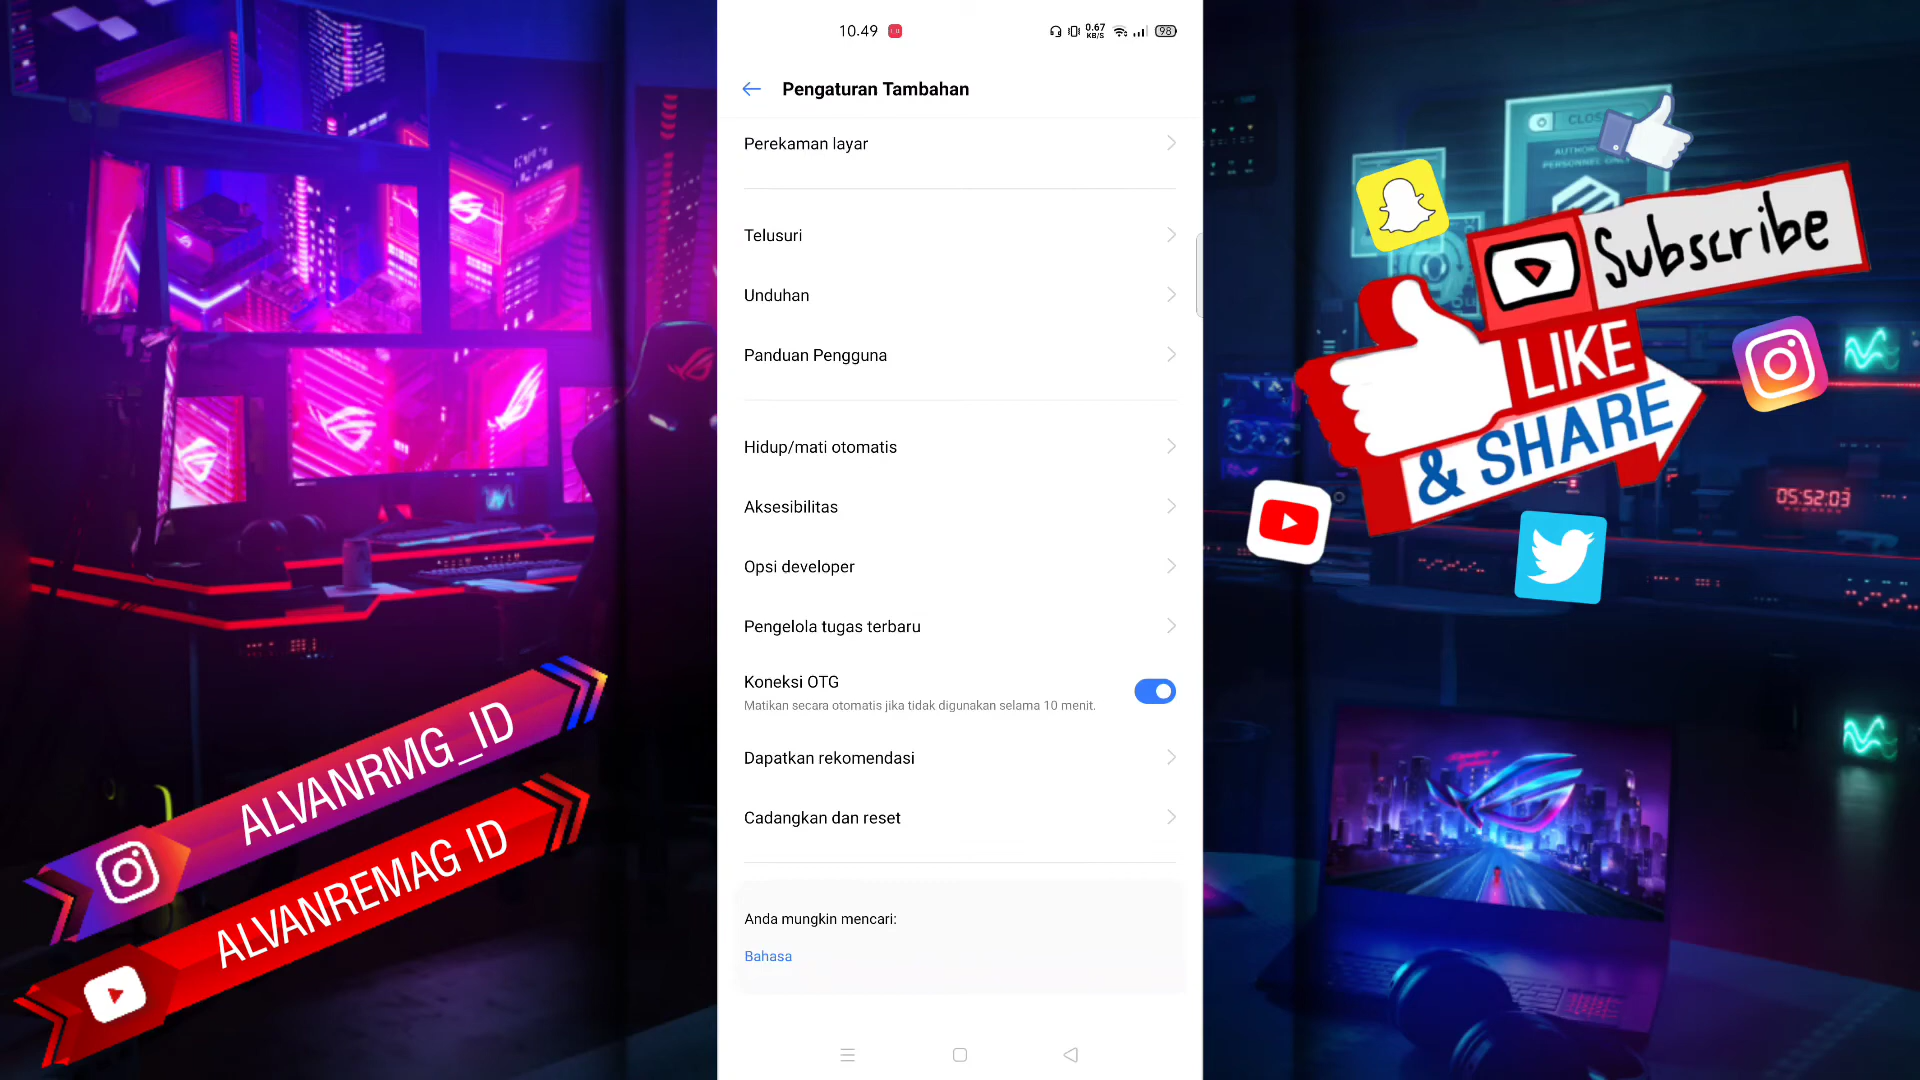 10.49
0.67
KB/S
98
Pengaturan Tambahan
Perekaman layar
Telusuri
Unduhan
Panduan Pengguna
Hidup/mati otomatis
Aksesibilitas
Opsi developer
Pengelola tugas terbaru
Koneksi OTG
Matikan secara otomatis jika tidak digunakan selama 10 menit.
Dapatkan rekomendasi
Cadangkan dan reset
Anda mungkin mencari:
Bahasa
ALVANRMG_ID
ALVANREMAG ID
Subscribe
LIKE
& SHARE
05:52:03